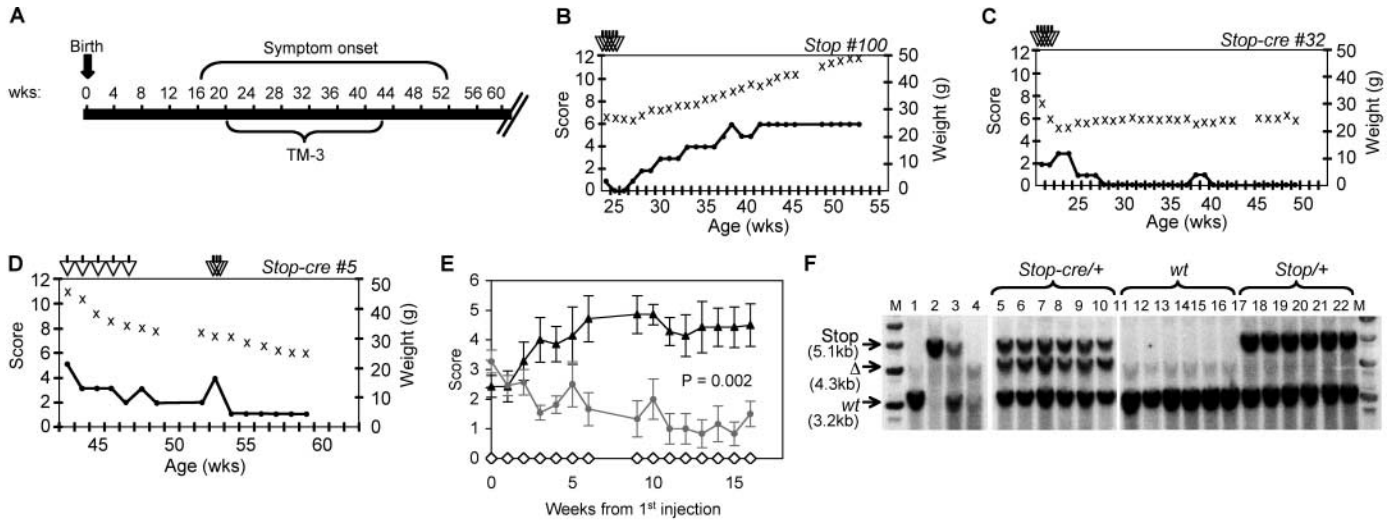 A
Birth
Symptom onset
wks:
0 4 8 12 16 20 24 28 32 36 40 44 48 52 56 60
TM-3
B
Stop #100
Score
12
10
8
6
4
2
0
Weight (g)
50
40
30
20
10
0
25 30 35 40 45 50 55
Age (wks)
C
Stop-cre #32
Score
12
10
8
6
4
2
0
Weight (g)
50
40
30
20
10
0
25 30 35 40 45 50
Age (wks)
D
Stop-cre #5
Score
12
10
8
6
4
2
0
Weight (g)
50
40
30
20
10
0
45 50 55 60
Age (wks)
E
Score
6
5
4
3
2
1
0
P = 0.002
0 5 10 15
Weeks from 1st injection
F
Stop-cre/+ wt Stop/+
M 1 2 3 4 5 6 7 8 9 10 11 12 13 14 15 16 17 18 19 20 21 22 M
Stop
(5.1kb)
Δ
(4.3kb)
wt
(3.2kb)